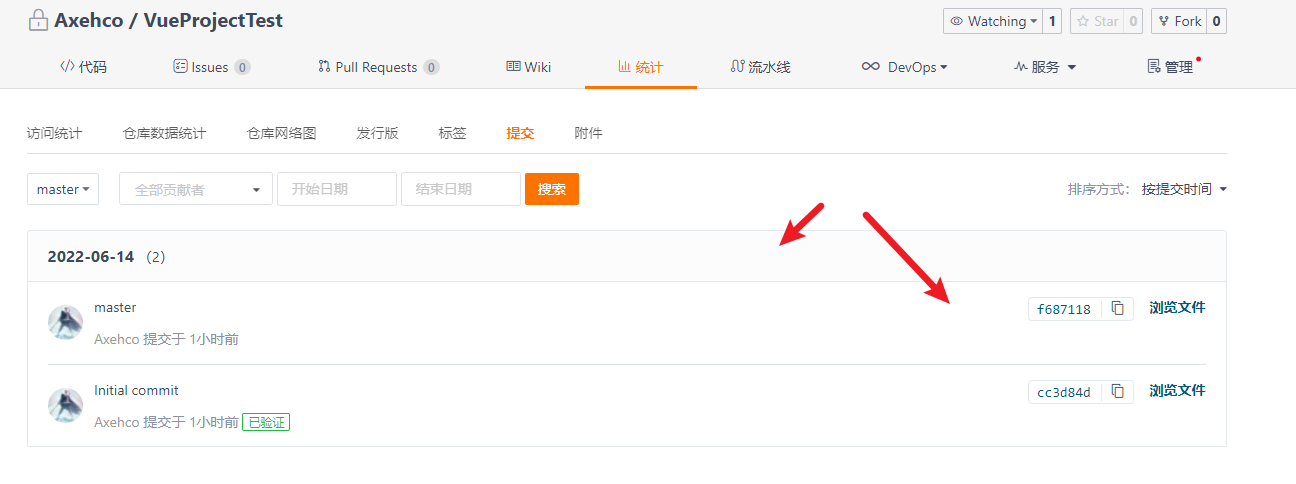 Axehco / VueProjectTest
Watching 1 Star 0 Fork 0
代码 Issues 0 Pull Requests 0 Wiki 统计 流水线 DevOps 服务 管理
访问统计 仓库数据统计 仓库网络图 发行版 标签 提交 附件
master 全部贡献者 开始日期 结束日期 搜索 排序方式： 按提交时间
2022-06-14 (2)
master f687118 浏览文件
Axehco 提交于 1小时前
Initial commit cc3d84d 浏览文件
Axehco 提交于 1小时前 已验证